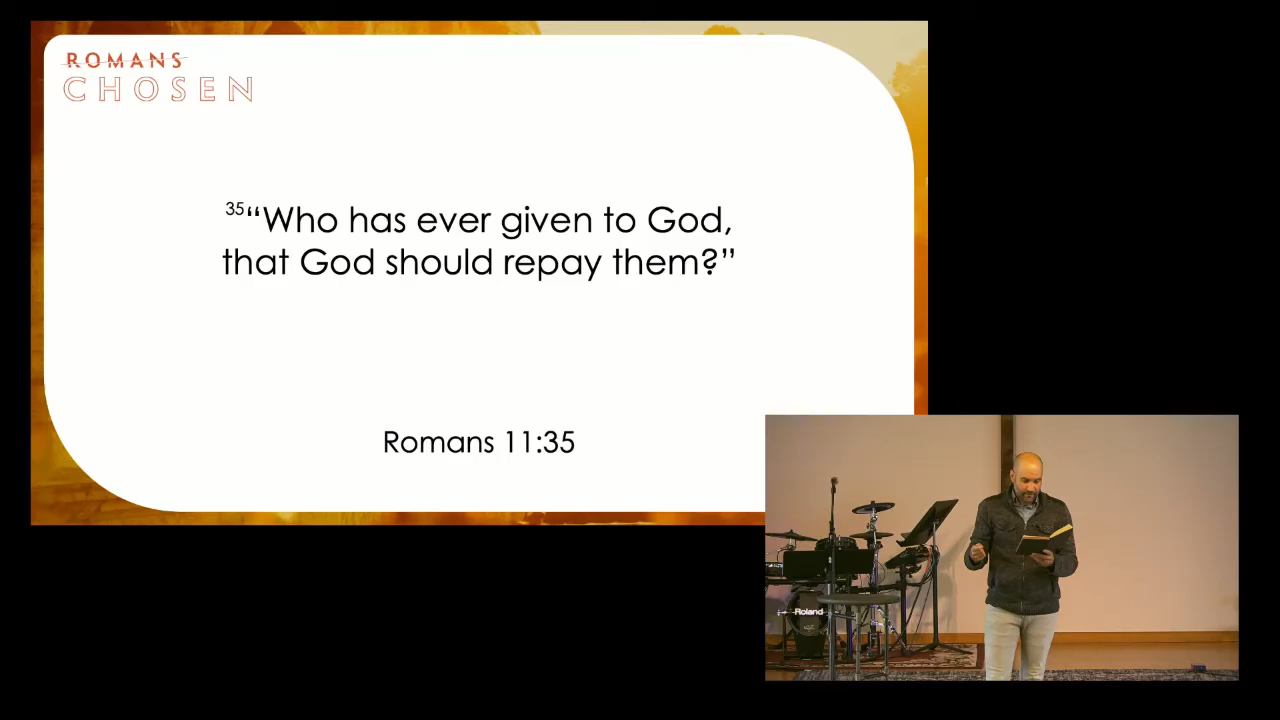 ROMANS
CHOSEN
35“Who has ever given to God,
that God should repay them?”
Romans 11:35
Roland